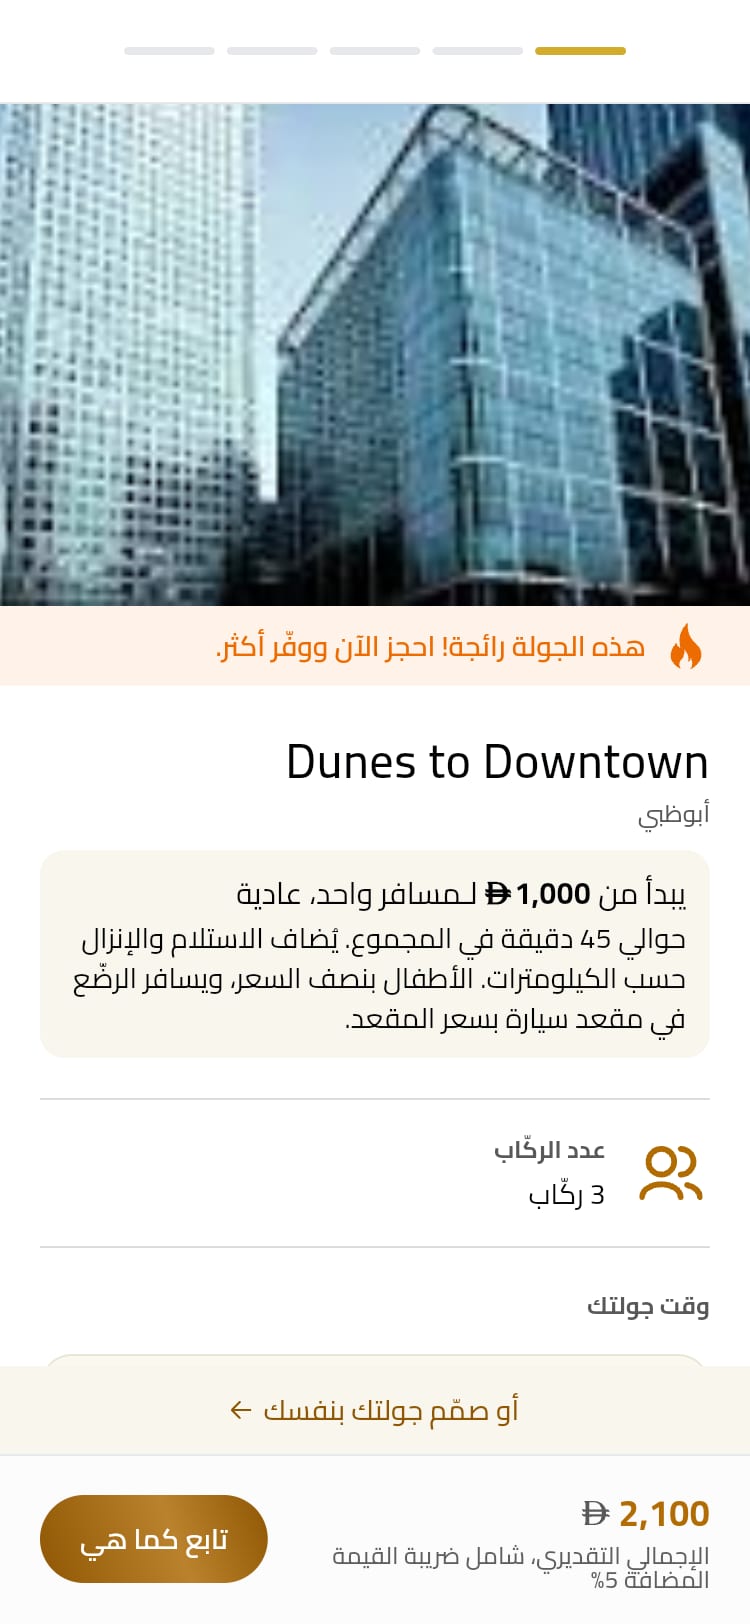 هذه الجولة رائجة! احجز الآن ووفّر أكثر.
Dunes to Downtown
أبوظبي
يبدأ من 1,000 لـمسافر واحد، عادية
حوالي 45 دقيقة في المجموع. يُضاف الاستلام والإنزال
حسب الكيلومترات. الأطفال بنصف السعر، ويسافر الرضّع
في مقعد سيارة بسعر المقعد.
عدد الركّاب
3 ركّاب
وقت جولتك
أو صمّم جولتك بنفسك ←
2,100
الإجمالي التقديري، شامل ضريبة القيمة
المضافة 5%
تابع كما هي